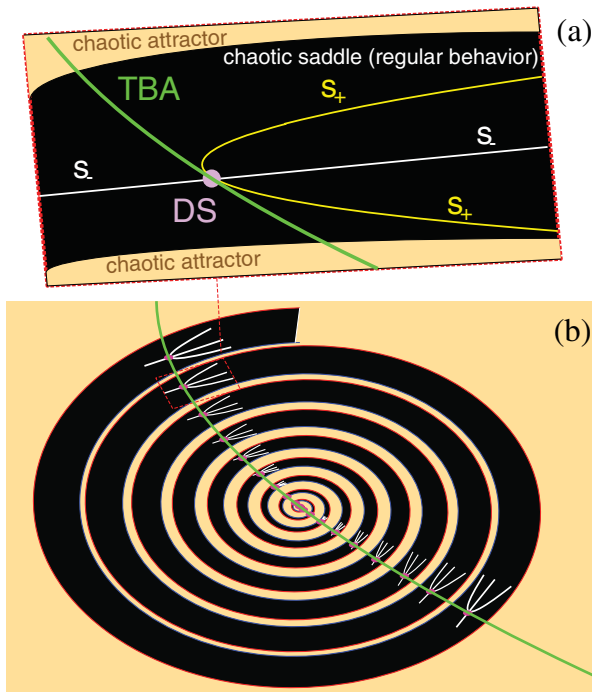 chaotic attractor
(a)
chaotic saddle (regular behavior)
TBA
S+
S-
S-
DS
S+
chaotic attractor
(b)